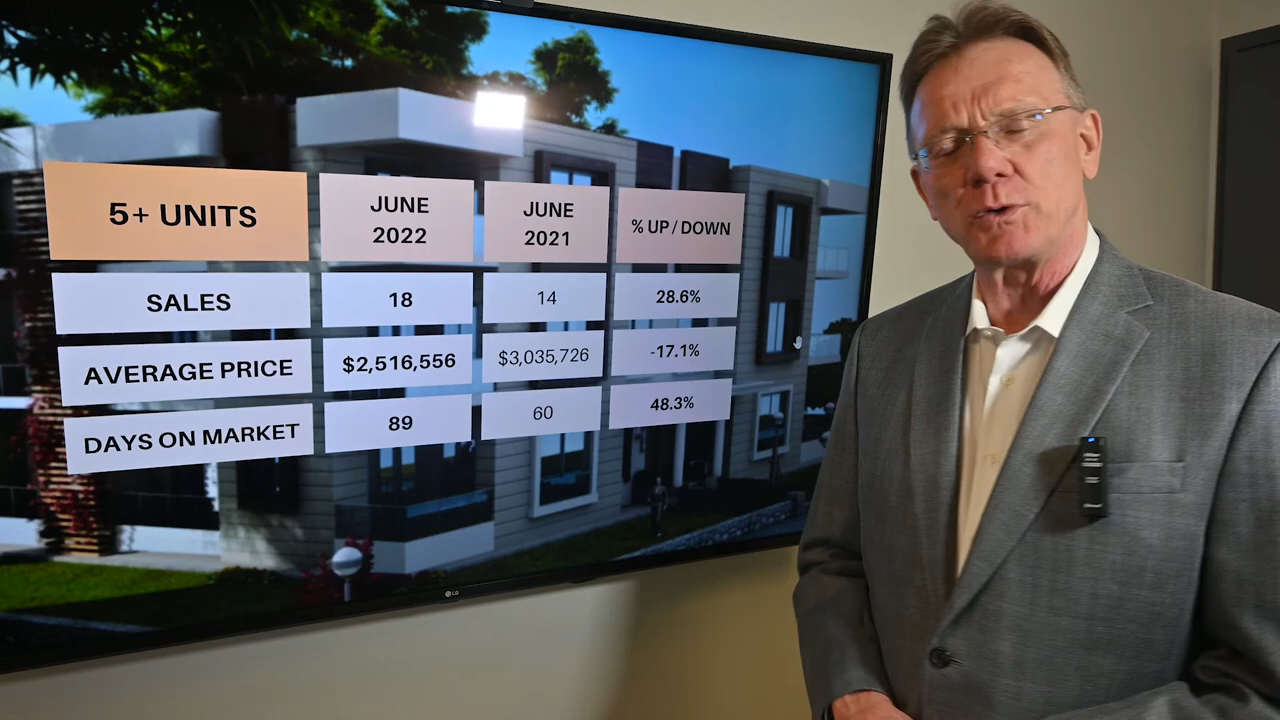 5+ UNITS
JUNE
2022
JUNE
2021
% UP / DOWN
SALES
18
14
28.6%
AVERAGE PRICE
$2,516,556
$3,035,726
-17.1%
DAYS ON MARKET
89
60
48.3%
LG